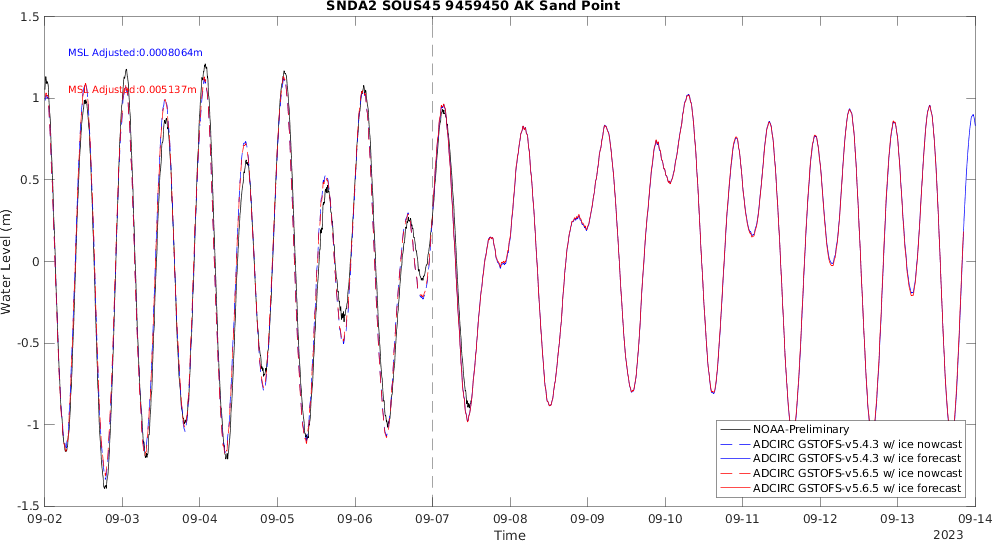 SNDA2 SOUS45 9459450 AK Sand Point
1.5
MSL Adjusted:0.0008064m
MSL Adjusted:0.005137m
1
0.5
0
-0.5
-1
-1.5
Water Level (m)
NOAA-Preliminary
ADCIRC GSTOFS-v5.4.3 w/ ice nowcast
ADCIRC GSTOFS-v5.4.3 w/ ice forecast
ADCIRC GSTOFS-v5.6.5 w/ ice nowcast
ADCIRC GSTOFS-v5.6.5 w/ ice forecast
09-02 09-03 09-04 09-05 09-06 09-07 09-08 09-09 09-10 09-11 09-12 09-13 09-14
Time
2023